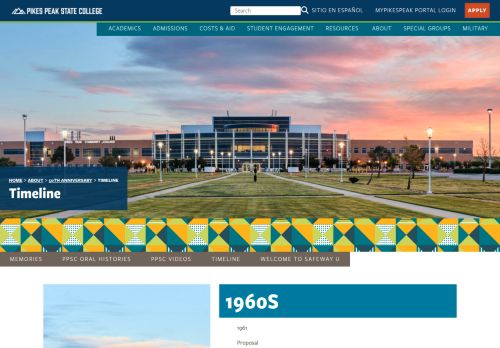 PIKES PEAK STATE COLLEGE
Search
SITIO EN ESPAÑOL
MYPIKESPEAK PORTAL LOGIN
APPLY
ACADEMICS ADMISSIONS COSTS & AID STUDENT ENGAGEMENT RESOURCES ABOUT SPECIAL GROUPS MILITARY
HOME > ABOUT > 50TH ANNIVERSARY > TIMELINE
Timeline
MEMORIES PPSC ORAL HISTORIES PPSC VIDEOS TIMELINE WELCOME TO SAFEWAY U
1960S
1961
Proposal